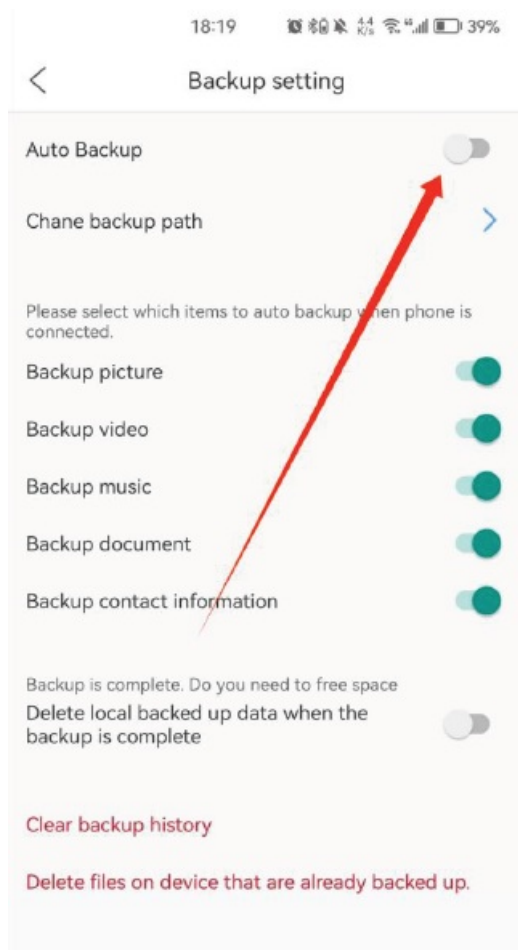 18:19 4.4 K/s 39%
Backup setting
Auto Backup
Chane backup path
Please select which items to auto backup when phone is
connected.
Backup picture
Backup video
Backup music
Backup document
Backup contact information
Backup is complete. Do you need to free space
Delete local backed up data when the
backup is complete
Clear backup history
Delete files on device that are already backed up.